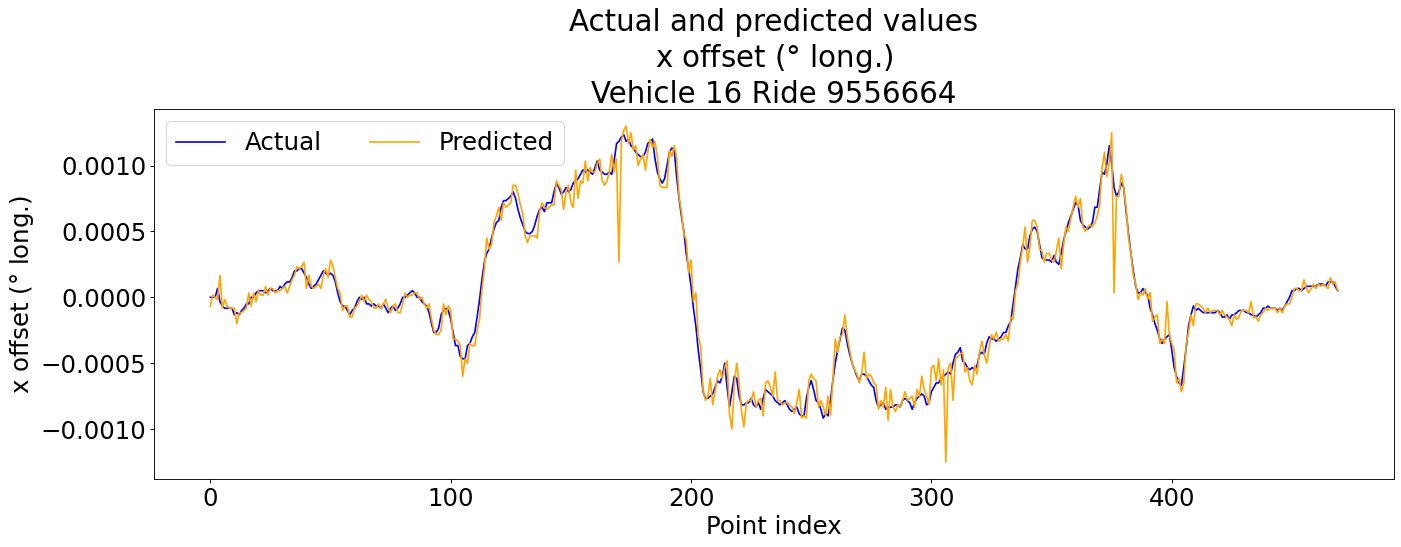 Actual and predicted values
x offset (° long.)
Vehicle 16 Ride 9556664
Actual
Predicted
0.0010
0.0005
0.0000
−0.0005
−0.0010
x offset (° long.)
0
100
200
300
400
Point index